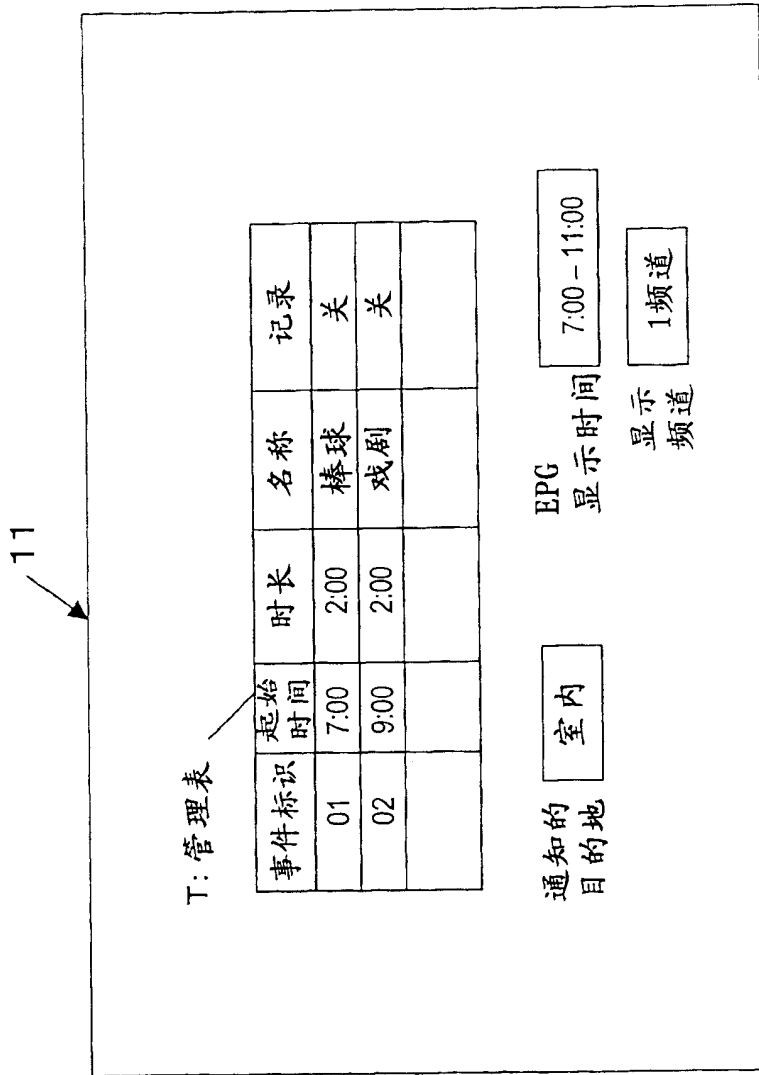 11
T: 管理表
事件标识 起始时间 时长 名称 记录
01 7:00 2:00 棒球 关
02 9:00 2:00 戏剧 关
通知的
目的地
室内
EPG
显示时间
7:00 – 11:00
显示
频道
1频道